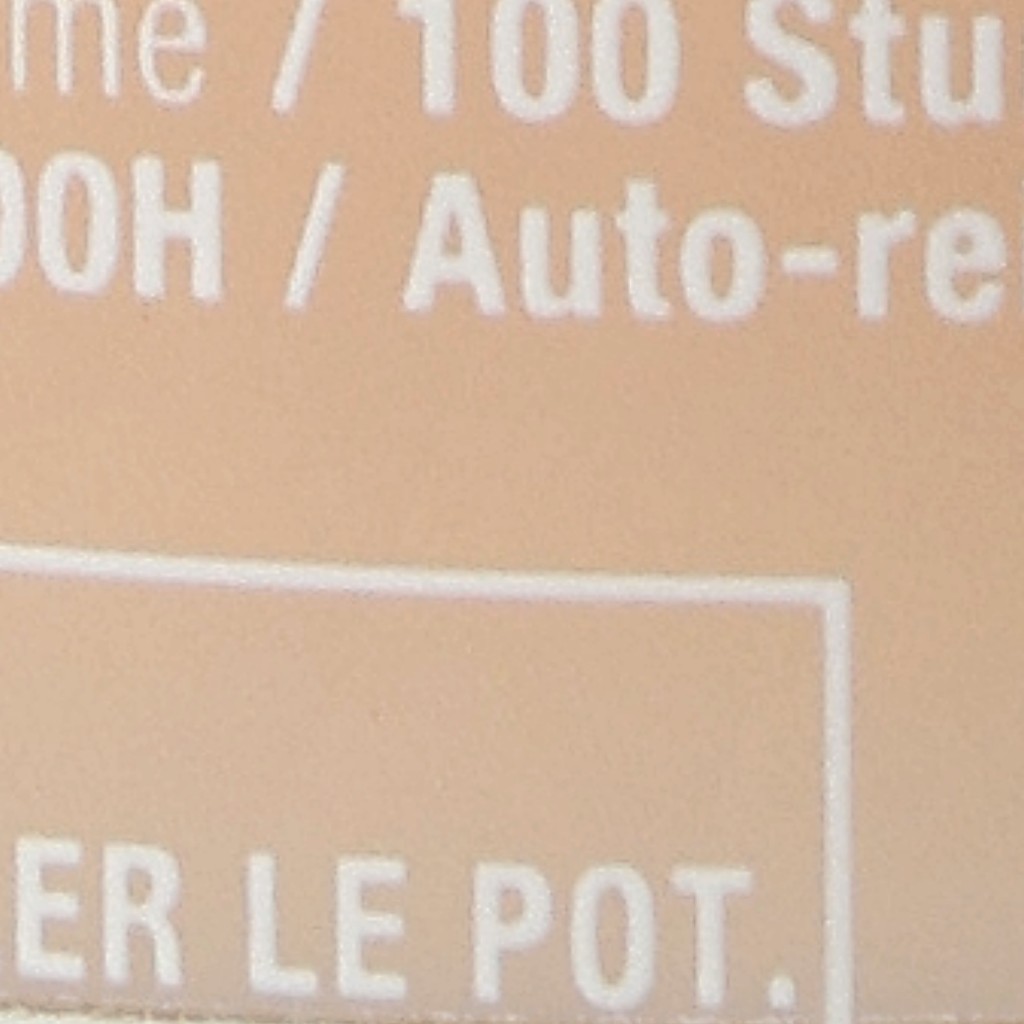 me / 100 Stu
00H / Auto-re
ER LE POT.